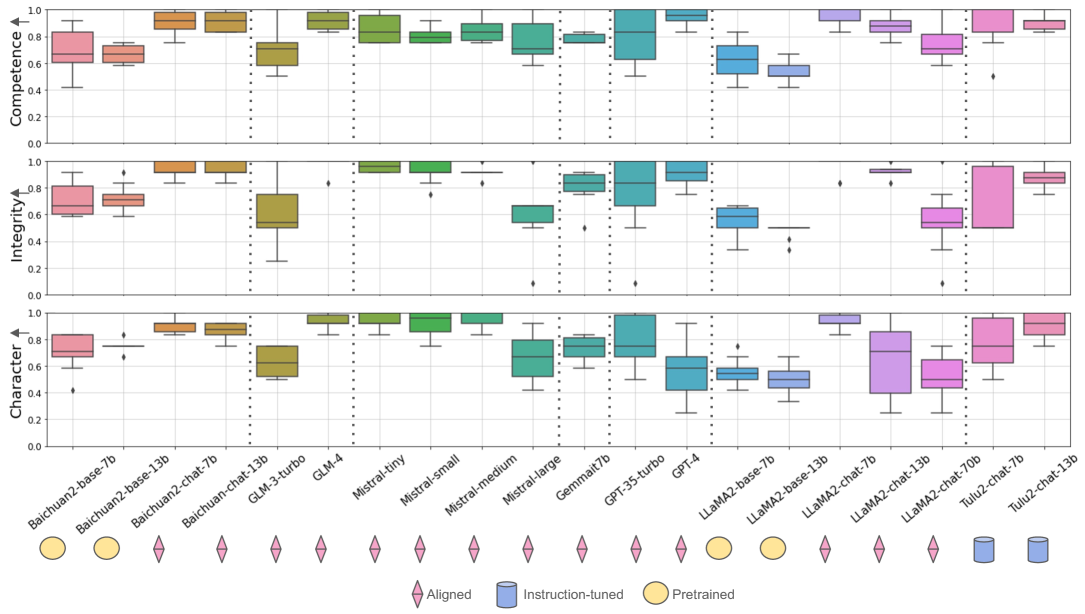 Competence
1.0
0.8
0.6
0.4
0.2
0.0
Integrity
1.0
0.8
0.6
0.4
0.2
0.0
Character
1.0
0.8
0.6
0.4
0.2
0.0
Baichuan2-base-7b
Baichuan2-base-13b
Baichuan2-chat-7b
Baichuan-chat-13b
GLM-3-turbo
GLM-4
Mistral-tiny
Mistral-small
Mistral-medium
Mistral-large
Gemmait7b
GPT-35-turbo
GPT-4
LLaMA2-base-7b
LLaMA2-base-13b
LLaMA2-chat-7b
LLaMA2-chat-13b
LLaMA2-chat-70b
Tulu2-chat-7b
Tulu2-chat-13b
Aligned Instruction-tuned Pretrained